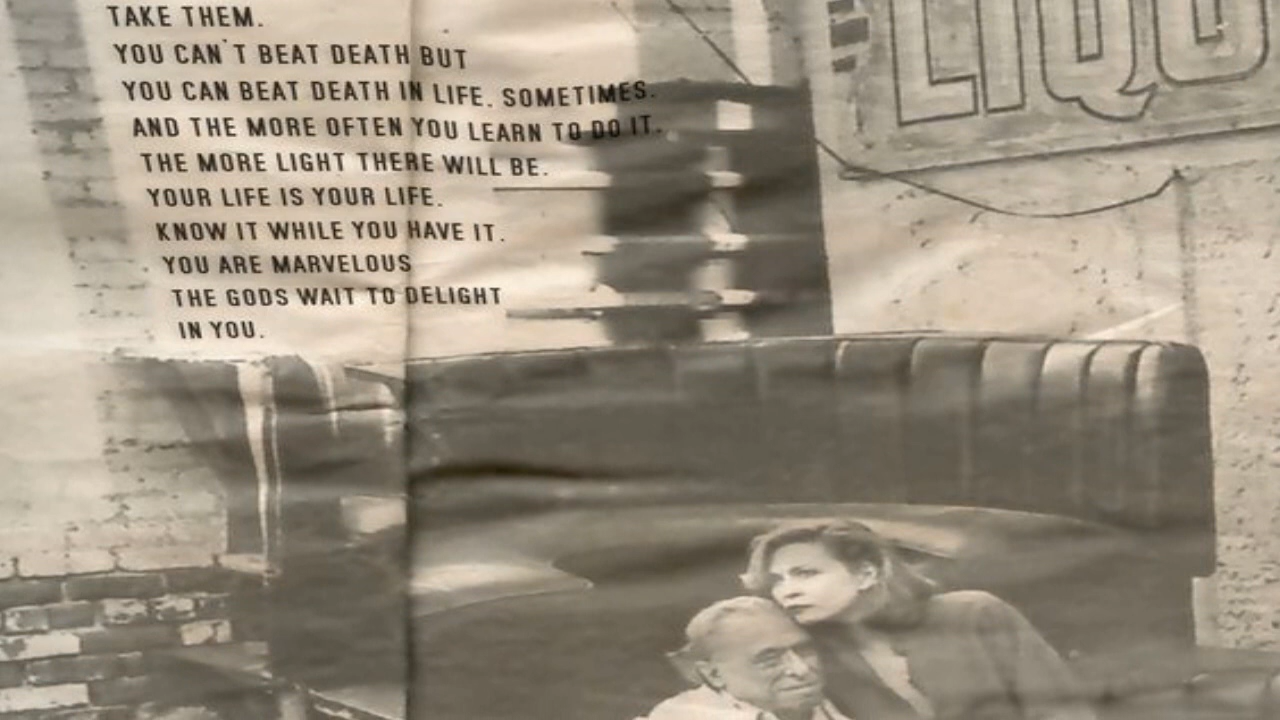 TAKE THEM.
YOU CAN'T BEAT DEATH BUT
YOU CAN BEAT DEATH IN LIFE, SOMETIMES.
AND THE MORE OFTEN YOU LEARN TO DO IT,
THE MORE LIGHT THERE WILL BE.
YOUR LIFE IS YOUR LIFE.
KNOW IT WHILE YOU HAVE IT.
YOU ARE MARVELOUS
THE GODS WAIT TO DELIGHT
IN YOU.
LIQU